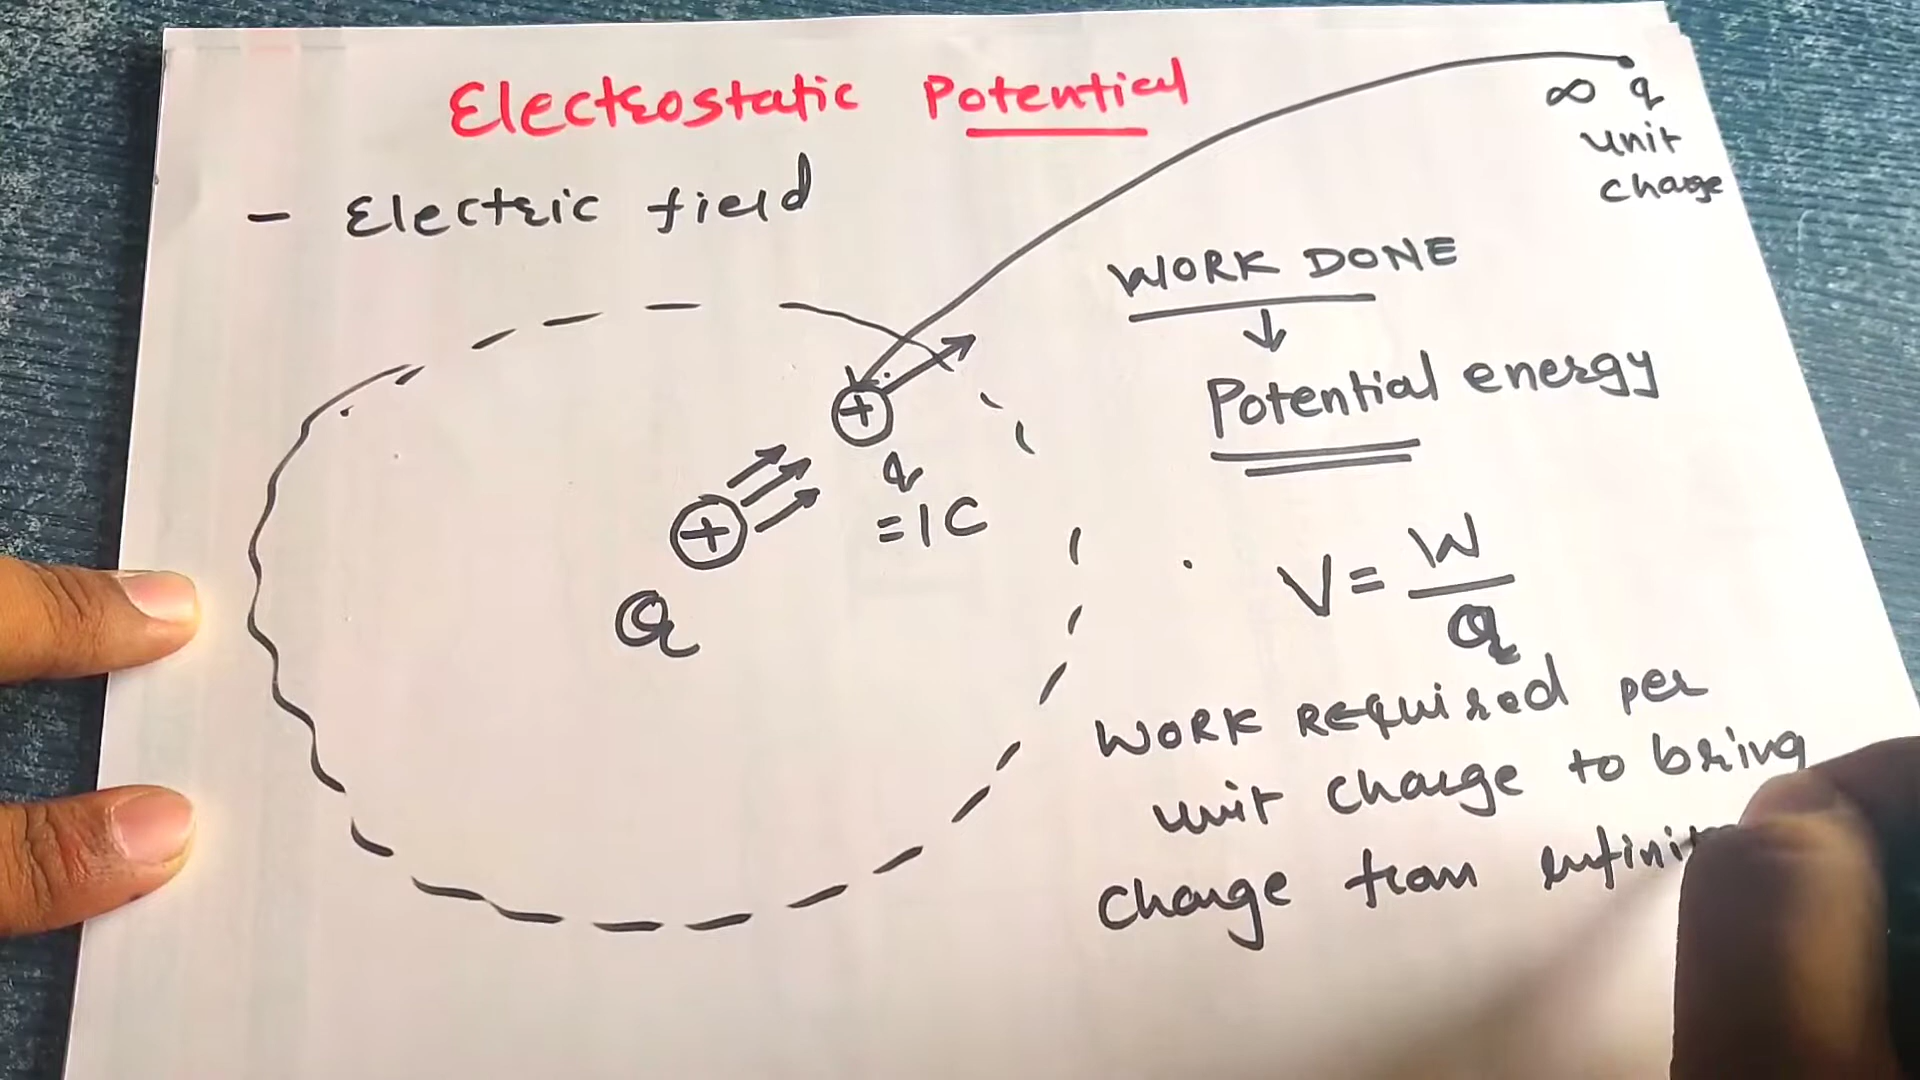 Electrostatic Potential
∞ q
unit
charge
- Electric field
WORK DONE
↓
Potential energy
+
q
=1C
+
Q
V = W
Q
WORK REquired per
unit charge to bring
charge from